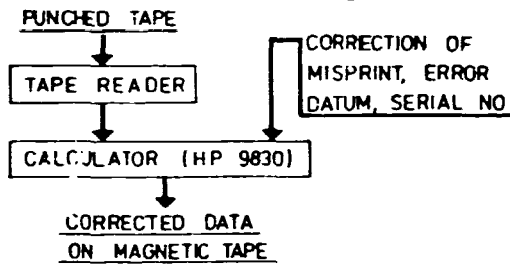 PUNCHED TAPE
CORRECTION OF
MISPRINT, ERROR
DATUM, SERIAL NO
TAPE READER
CALCULATOR (HP 9830)
CORRECTED DATA
ON MAGNETIC TAPE